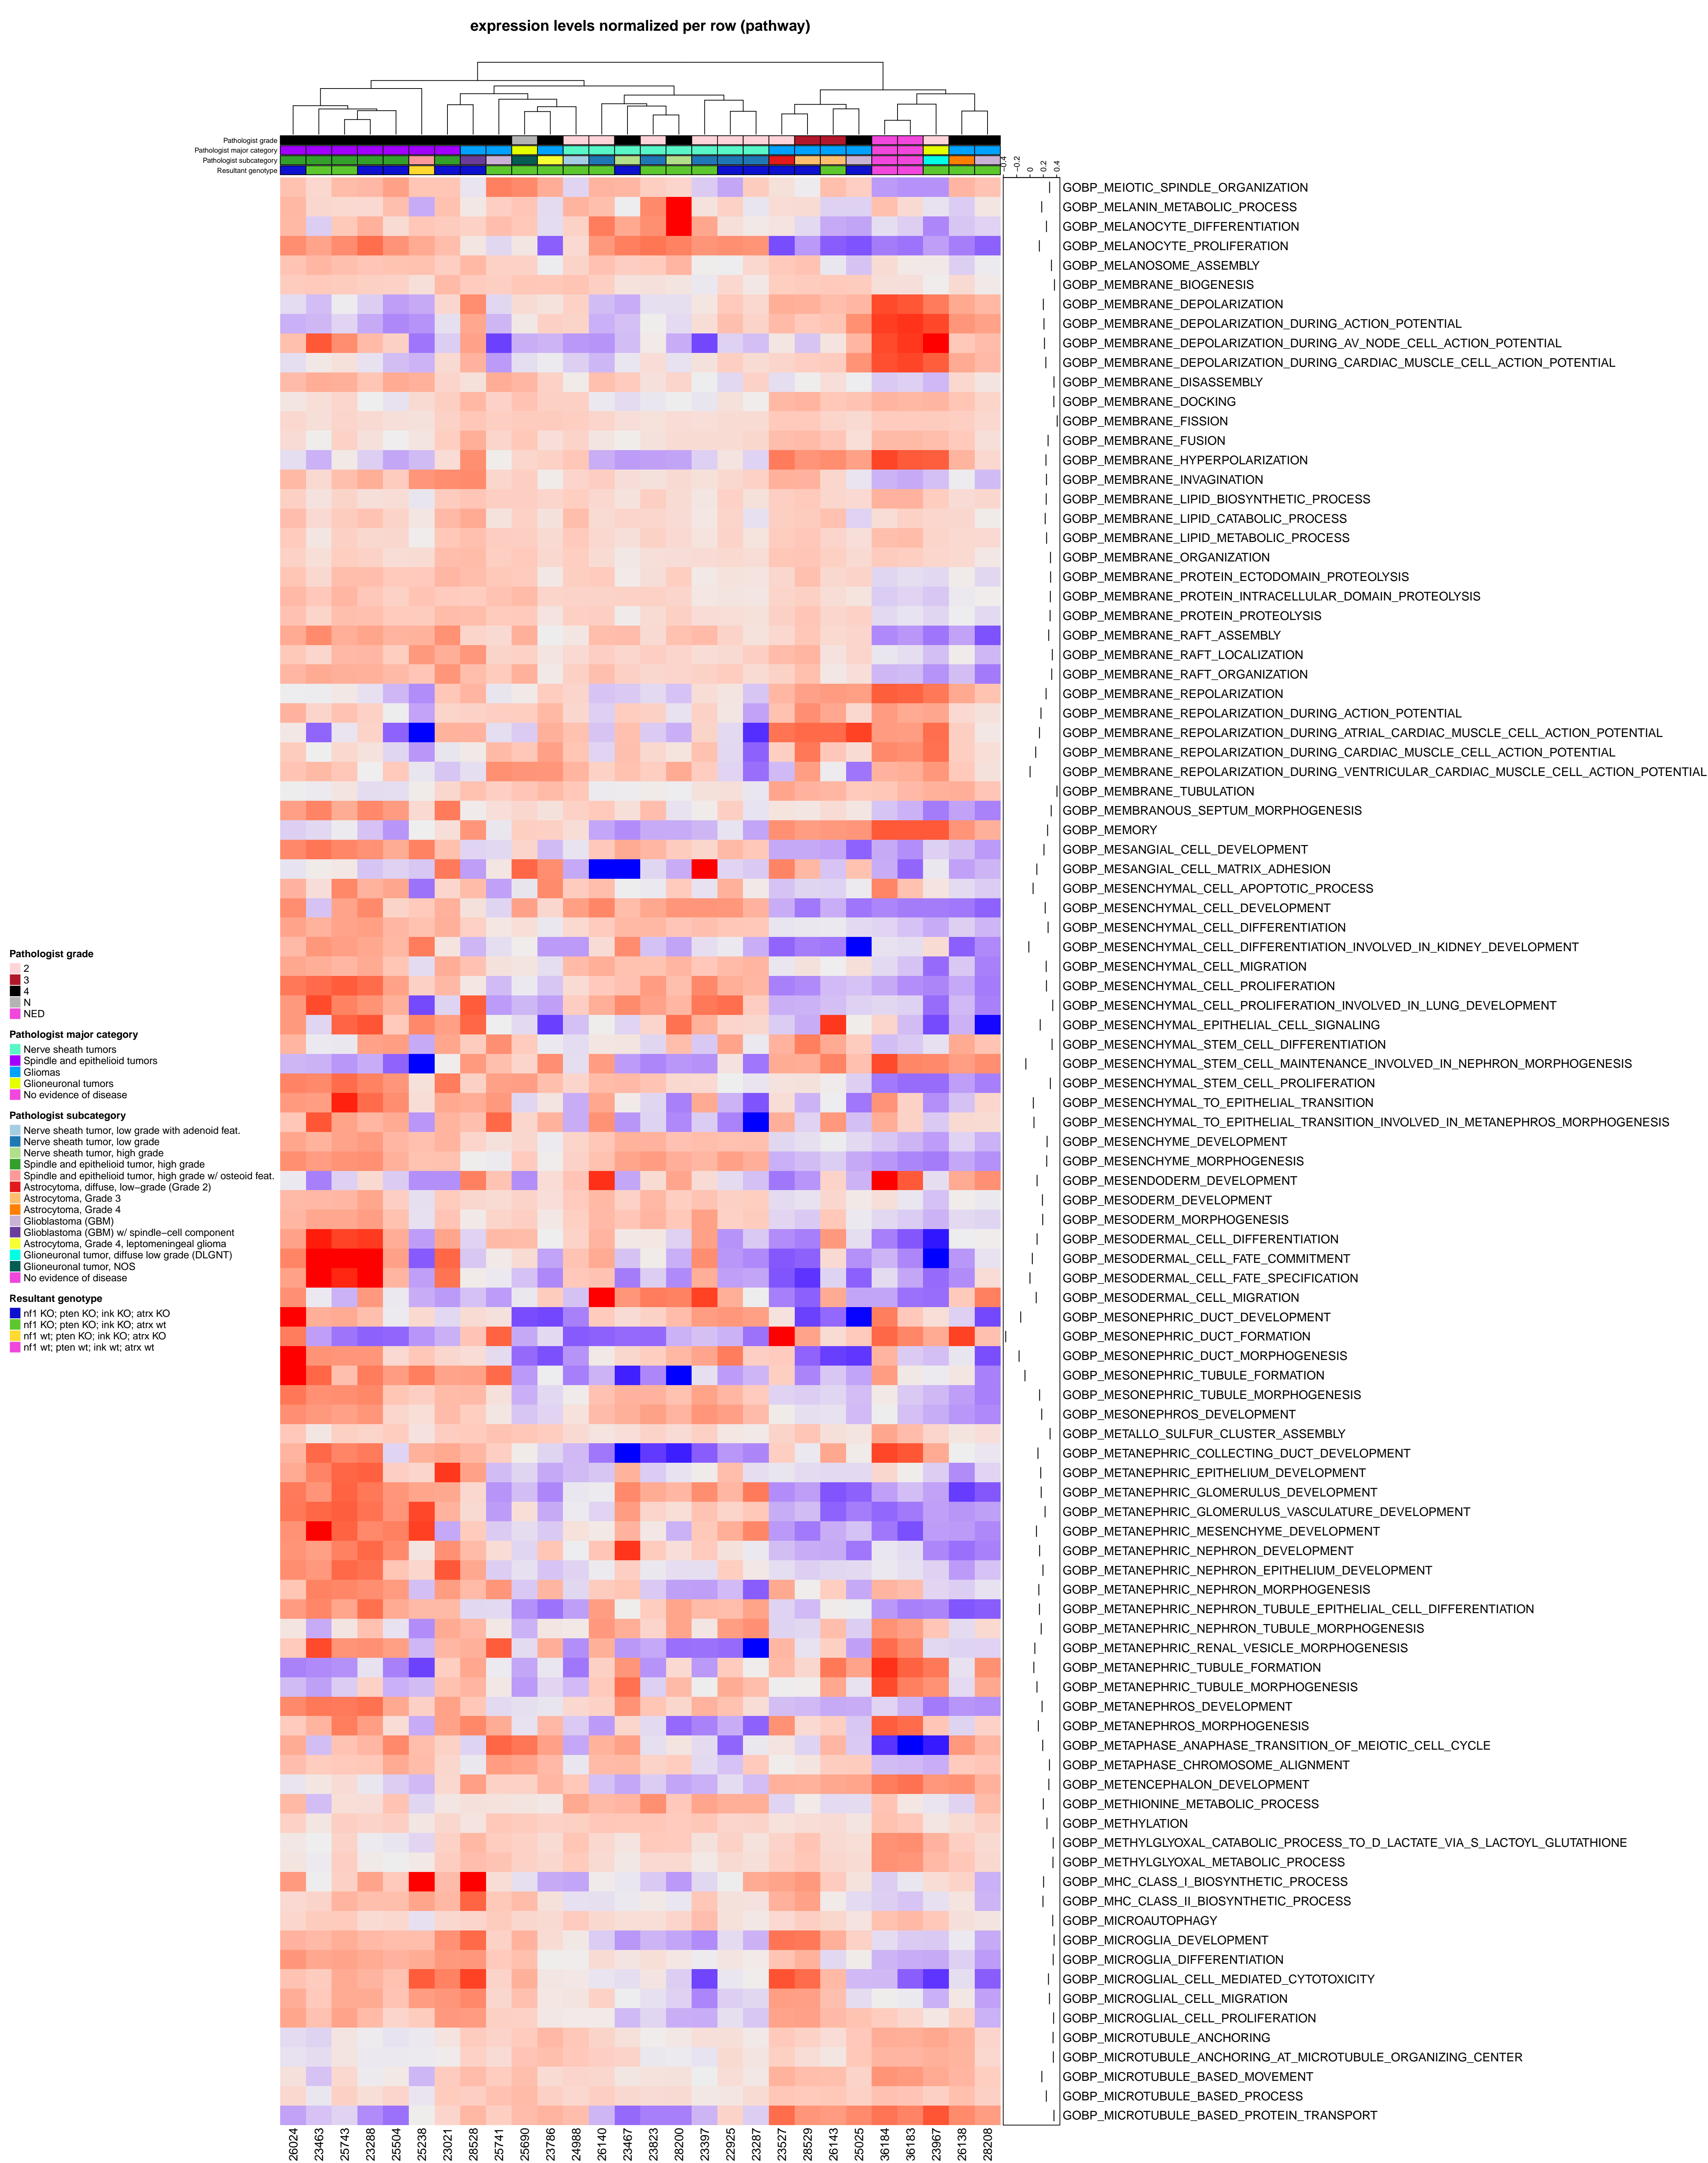 expression levels normalized per row (pathway)
Pathologist grade
Pathologist major category
Pathologist subcategory
Resultant genotype
−0.4
−0.2
0
0.2
0.4
GOBP_MEIOTIC_SPINDLE_ORGANIZATION
GOBP_MELANIN_METABOLIC_PROCESS
GOBP_MELANOCYTE_DIFFERENTIATION
GOBP_MELANOCYTE_PROLIFERATION
GOBP_MELANOSOME_ASSEMBLY
GOBP_MEMBRANE_BIOGENESIS
GOBP_MEMBRANE_DEPOLARIZATION
GOBP_MEMBRANE_DEPOLARIZATION_DURING_ACTION_POTENTIAL
GOBP_MEMBRANE_DEPOLARIZATION_DURING_AV_NODE_CELL_ACTION_POTENTIAL
GOBP_MEMBRANE_DEPOLARIZATION_DURING_CARDIAC_MUSCLE_CELL_ACTION_POTENTIAL
GOBP_MEMBRANE_DISASSEMBLY
GOBP_MEMBRANE_DOCKING
GOBP_MEMBRANE_FISSION
GOBP_MEMBRANE_FUSION
GOBP_MEMBRANE_HYPERPOLARIZATION
GOBP_MEMBRANE_INVAGINATION
GOBP_MEMBRANE_LIPID_BIOSYNTHETIC_PROCESS
GOBP_MEMBRANE_LIPID_CATABOLIC_PROCESS
GOBP_MEMBRANE_LIPID_METABOLIC_PROCESS
GOBP_MEMBRANE_ORGANIZATION
GOBP_MEMBRANE_PROTEIN_ECTODOMAIN_PROTEOLYSIS
GOBP_MEMBRANE_PROTEIN_INTRACELLULAR_DOMAIN_PROTEOLYSIS
GOBP_MEMBRANE_PROTEIN_PROTEOLYSIS
GOBP_MEMBRANE_RAFT_ASSEMBLY
GOBP_MEMBRANE_RAFT_LOCALIZATION
GOBP_MEMBRANE_RAFT_ORGANIZATION
GOBP_MEMBRANE_REPOLARIZATION
GOBP_MEMBRANE_REPOLARIZATION_DURING_ACTION_POTENTIAL
GOBP_MEMBRANE_REPOLARIZATION_DURING_ATRIAL_CARDIAC_MUSCLE_CELL_ACTION_POTENTIAL
GOBP_MEMBRANE_REPOLARIZATION_DURING_CARDIAC_MUSCLE_CELL_ACTION_POTENTIAL
GOBP_MEMBRANE_REPOLARIZATION_DURING_VENTRICULAR_CARDIAC_MUSCLE_CELL_ACTION_POTENTIAL
GOBP_MEMBRANE_TUBULATION
GOBP_MEMBRANOUS_SEPTUM_MORPHOGENESIS
GOBP_MEMORY
GOBP_MESANGIAL_CELL_DEVELOPMENT
GOBP_MESANGIAL_CELL_MATRIX_ADHESION
GOBP_MESENCHYMAL_CELL_APOPTOTIC_PROCESS
GOBP_MESENCHYMAL_CELL_DEVELOPMENT
GOBP_MESENCHYMAL_CELL_DIFFERENTIATION
GOBP_MESENCHYMAL_CELL_DIFFERENTIATION_INVOLVED_IN_KIDNEY_DEVELOPMENT
GOBP_MESENCHYMAL_CELL_MIGRATION
GOBP_MESENCHYMAL_CELL_PROLIFERATION
GOBP_MESENCHYMAL_CELL_PROLIFERATION_INVOLVED_IN_LUNG_DEVELOPMENT
GOBP_MESENCHYMAL_EPITHELIAL_CELL_SIGNALING
GOBP_MESENCHYMAL_STEM_CELL_DIFFERENTIATION
GOBP_MESENCHYMAL_STEM_CELL_MAINTENANCE_INVOLVED_IN_NEPHRON_MORPHOGENESIS
GOBP_MESENCHYMAL_STEM_CELL_PROLIFERATION
GOBP_MESENCHYMAL_TO_EPITHELIAL_TRANSITION
GOBP_MESENCHYMAL_TO_EPITHELIAL_TRANSITION_INVOLVED_IN_METANEPHROS_MORPHOGENESIS
GOBP_MESENCHYME_DEVELOPMENT
GOBP_MESENCHYME_MORPHOGENESIS
GOBP_MESENDODERM_DEVELOPMENT
GOBP_MESODERM_DEVELOPMENT
GOBP_MESODERM_MORPHOGENESIS
GOBP_MESODERMAL_CELL_DIFFERENTIATION
GOBP_MESODERMAL_CELL_FATE_COMMITMENT
GOBP_MESODERMAL_CELL_FATE_SPECIFICATION
GOBP_MESODERMAL_CELL_MIGRATION
GOBP_MESONEPHRIC_DUCT_DEVELOPMENT
GOBP_MESONEPHRIC_DUCT_FORMATION
GOBP_MESONEPHRIC_DUCT_MORPHOGENESIS
GOBP_MESONEPHRIC_TUBULE_FORMATION
GOBP_MESONEPHRIC_TUBULE_MORPHOGENESIS
GOBP_MESONEPHROS_DEVELOPMENT
GOBP_METALLO_SULFUR_CLUSTER_ASSEMBLY
GOBP_METANEPHRIC_COLLECTING_DUCT_DEVELOPMENT
GOBP_METANEPHRIC_EPITHELIUM_DEVELOPMENT
GOBP_METANEPHRIC_GLOMERULUS_DEVELOPMENT
GOBP_METANEPHRIC_GLOMERULUS_VASCULATURE_DEVELOPMENT
GOBP_METANEPHRIC_MESENCHYME_DEVELOPMENT
GOBP_METANEPHRIC_NEPHRON_DEVELOPMENT
GOBP_METANEPHRIC_NEPHRON_EPITHELIUM_DEVELOPMENT
GOBP_METANEPHRIC_NEPHRON_MORPHOGENESIS
GOBP_METANEPHRIC_NEPHRON_TUBULE_EPITHELIAL_CELL_DIFFERENTIATION
GOBP_METANEPHRIC_NEPHRON_TUBULE_MORPHOGENESIS
GOBP_METANEPHRIC_RENAL_VESICLE_MORPHOGENESIS
GOBP_METANEPHRIC_TUBULE_FORMATION
GOBP_METANEPHRIC_TUBULE_MORPHOGENESIS
GOBP_METANEPHROS_DEVELOPMENT
GOBP_METANEPHROS_MORPHOGENESIS
GOBP_METAPHASE_ANAPHASE_TRANSITION_OF_MEIOTIC_CELL_CYCLE
GOBP_METAPHASE_CHROMOSOME_ALIGNMENT
GOBP_METENCEPHALON_DEVELOPMENT
GOBP_METHIONINE_METABOLIC_PROCESS
GOBP_METHYLATION
GOBP_METHYLGLYOXAL_CATABOLIC_PROCESS_TO_D_LACTATE_VIA_S_LACTOYL_GLUTATHIONE
GOBP_METHYLGLYOXAL_METABOLIC_PROCESS
GOBP_MHC_CLASS_I_BIOSYNTHETIC_PROCESS
GOBP_MHC_CLASS_II_BIOSYNTHETIC_PROCESS
GOBP_MICROAUTOPHAGY
GOBP_MICROGLIA_DEVELOPMENT
GOBP_MICROGLIA_DIFFERENTIATION
GOBP_MICROGLIAL_CELL_MEDIATED_CYTOTOXICITY
GOBP_MICROGLIAL_CELL_MIGRATION
GOBP_MICROGLIAL_CELL_PROLIFERATION
GOBP_MICROTUBULE_ANCHORING
GOBP_MICROTUBULE_ANCHORING_AT_MICROTUBULE_ORGANIZING_CENTER
GOBP_MICROTUBULE_BASED_MOVEMENT
GOBP_MICROTUBULE_BASED_PROCESS
GOBP_MICROTUBULE_BASED_PROTEIN_TRANSPORT
Pathologist grade
2
3
4
N
NED
Pathologist major category
Nerve sheath tumors
Spindle and epithelioid tumors
Gliomas
Glioneuronal tumors
No evidence of disease
Pathologist subcategory
Nerve sheath tumor, low grade with adenoid feat.
Nerve sheath tumor, low grade
Nerve sheath tumor, high grade
Spindle and epithelioid tumor, high grade
Spindle and epithelioid tumor, high grade w/ osteoid feat.
Astrocytoma, diffuse, low−grade (Grade 2)
Astrocytoma, Grade 3
Astrocytoma, Grade 4
Glioblastoma (GBM)
Glioblastoma (GBM) w/ spindle−cell component
Astrocytoma, Grade 4, leptomeningeal glioma
Glioneuronal tumor, diffuse low grade (DLGNT)
Glioneuronal tumor, NOS
No evidence of disease
Resultant genotype
nf1 KO; pten KO; ink KO; atrx KO
nf1 KO; pten KO; ink KO; atrx wt
nf1 wt; pten KO; ink KO; atrx KO
nf1 wt; pten wt; ink wt; atrx wt
26024
23463
25743
23288
25504
25238
23021
28528
25741
25690
23786
24988
26140
23467
23823
28200
23397
22925
23287
23527
28529
26143
25025
36184
36183
23967
26138
28208